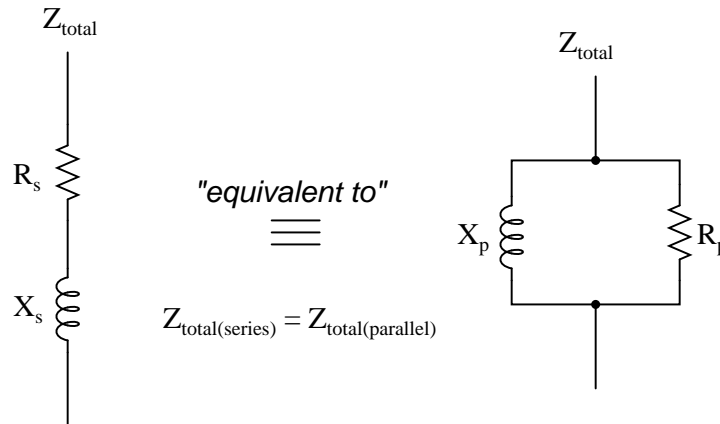 Z_total
R_s
X_s
"equivalent to"
Z_total(series) = Z_total(parallel)
Z_total
X_p
R_p